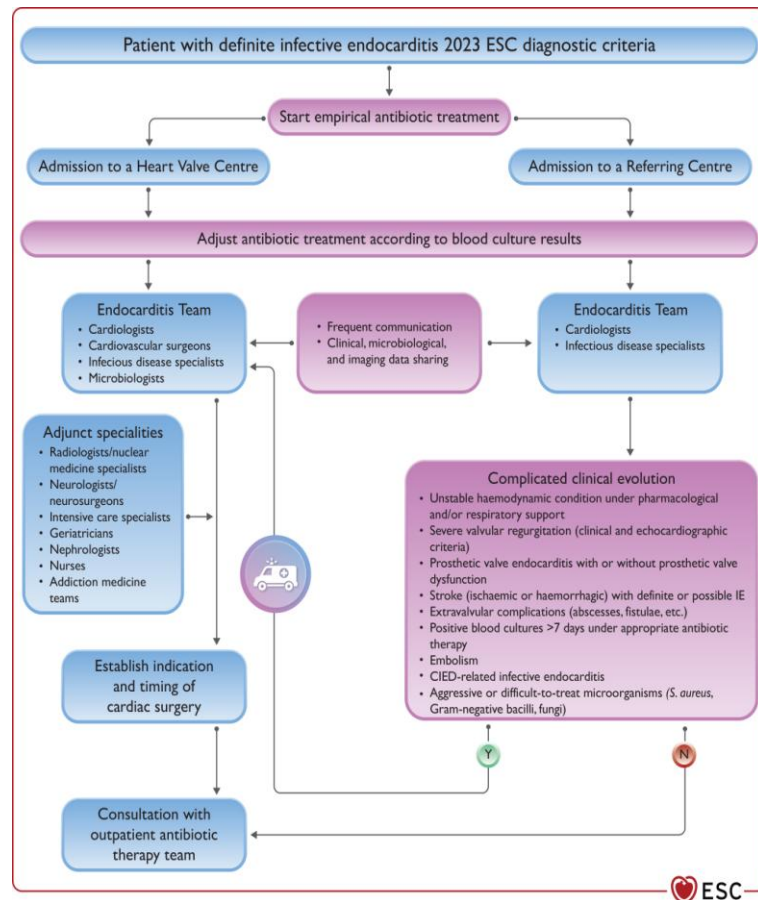 Patient with definite infective endocarditis 2023 ESC diagnostic criteria
Start empirical antibiotic treatment
Admission to a Heart Valve Centre
Admission to a Referring Centre
Adjust antibiotic treatment according to blood culture results
Endocarditis Team
• Cardiologists
• Cardiovascular surgeons
• Infecious disease specialists
• Microbiologists
• Frequent communication
• Clinical, microbiological,
and imaging data sharing
Endocarditis Team
• Cardiologists
• Infectious disease specialists
Adjunct specialities
• Radiologists/nuclear
medicine specialists
• Neurologists/
neurosurgeons
• Intensive care specialists
• Geriatricians
• Nephrologists
• Nurses
• Addiction medicine
teams
Complicated clinical evolution
• Unstable haemodynamic condition under pharmacological
and/or respiratory support
• Severe valvular regurgitation (clinical and echocardiographic
criteria)
• Prosthetic valve endocarditis with or without prosthetic valve
dysfunction
• Stroke (ischaemic or haemorrhagic) with definite or possible IE
• Extravalvular complications (abscesses, fistulae, etc.)
• Positive blood cultures >7 days under appropriate antibiotic
therapy
• Embolism
• CIED-related infective endocarditis
• Aggressive or difficult-to-treat microorganisms (S. aureus,
Gram-negative bacilli, fungi)
Establish indication
and timing of
cardiac surgery
Y
N
Consultation with
outpatient antibiotic
therapy team
ESC